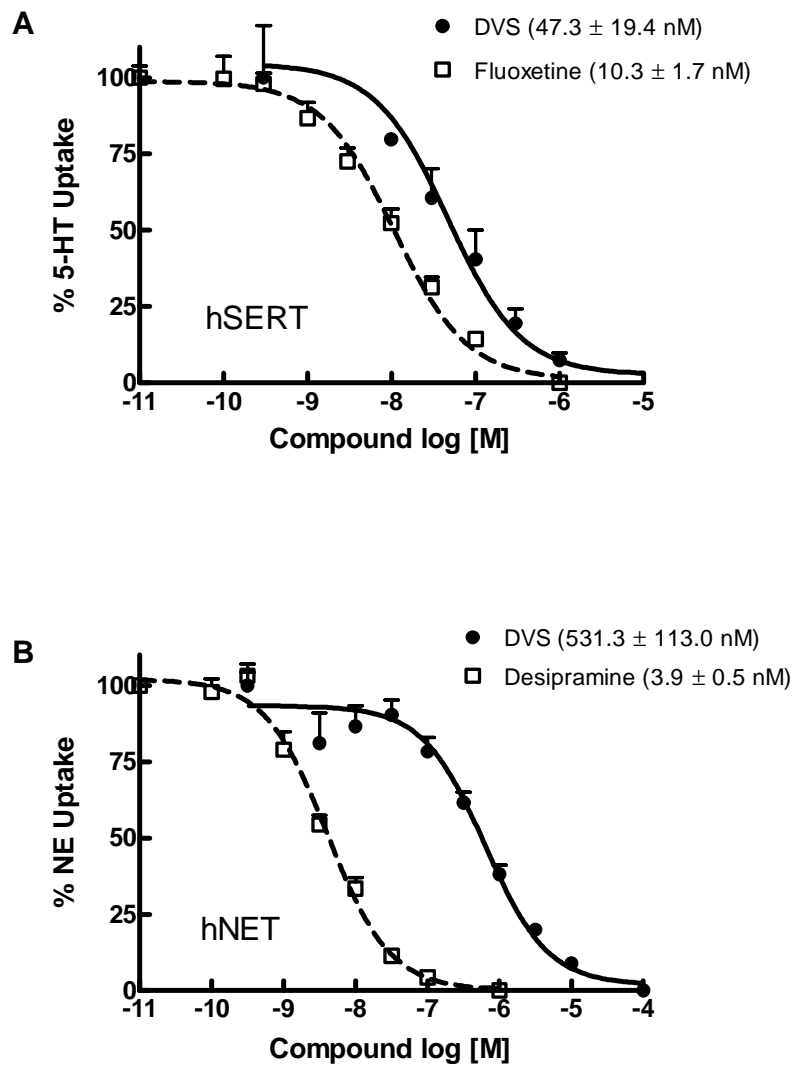 A
DVS (47.3 ± 19.4 nM)
Fluoxetine (10.3 ± 1.7 nM)
% 5-HT Uptake
100
75
50
25
0
hSERT
-11 -10 -9 -8 -7 -6 -5
Compound log [M]
B
DVS (531.3 ± 113.0 nM)
Desipramine (3.9 ± 0.5 nM)
% NE Uptake
100
75
50
25
0
hNET
-11 -10 -9 -8 -7 -6 -5 -4
Compound log [M]